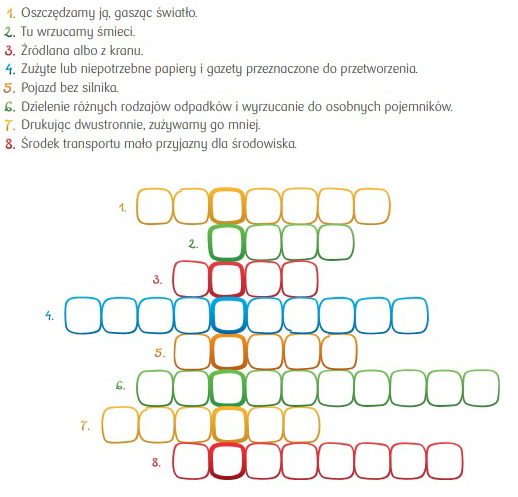 1. Oszczędzamy ją, gasząc światło.
2. Tu wrzucamy śmieci.
3. Źródlana albo z kranu.
4. Zużyte lub niepotrzebne papiery i gazety przeznaczone do przetworzenia.
5. Pojazd bez silnika.
6. Dzielenie różnych rodzajów odpadków i wyrzucanie do osobnych pojemników.
7. Drukując dwustronnie, zużywamy go mniej.
8. Środek transportu mało przyjazny dla środowiska.
1.
2.
3.
4.
5.
6.
7.
8.